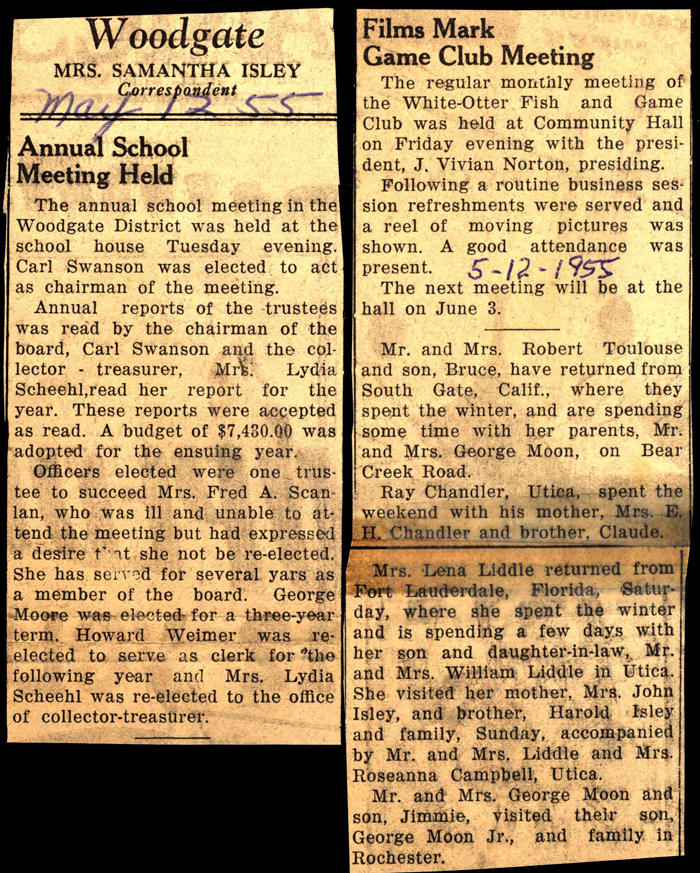 Woodgate
MRS. SAMANTHA ISLEY
Correspondent
May 12 55
Annual School
Meeting Held
The annual school meeting in the
Woodgate District was held at the
school house Tuesday evening.
Carl Swanson was elected to act
as chairman of the meeting.
Annual reports of the trustees
was read by the chairman of the
board, Carl Swanson and the col-
lector - treasurer, Mrs. Lydia
Scheehl,read her report for the
year. These reports were accepted
as read. A budget of $7,430.00 was
adopted for the ensuing year.
Officers elected were one trus-
tee to succeed Mrs. Fred A. Scan-
lan, who was ill and unable to at-
tend the meeting but had expressed
a desire that she not be re-elected.
She has served for several yars as
a member of the board. George
Moore was elected for a three-year
term. Howard Weimer was re-
elected to serve as clerk for the
following year and Mrs. Lydia
Scheehl was re-elected to the office
of collector-treasurer.
Films Mark
Game Club Meeting
The regular monthly meeting of
the White-Otter Fish and Game
Club was held at Community Hall
on Friday evening with the presi-
dent, J. Vivian Norton, presiding.
Following a routine business ses-
sion refreshments were served and
a reel of moving pictures was
shown. A good attendance was
present. 5-12-1955
The next meeting will be at the
hall on June 3.
Mr. and Mrs. Robert Toulouse
and son, Bruce, have returned from
South Gate, Calif., where they
spent the winter, and are spending
some time with her parents, Mr.
and Mrs. George Moon, on Bear
Creek Road.
Ray Chandler, Utica, spent the
weekend with his mother, Mrs. E.
H. Chandler and brother, Claude.
Mrs. Lena Liddle returned from
Fort Lauderdale, Florida, Satur-
day, where she spent the winter
and is spending a few days with
her son and daughter-in-law, Mr.
and Mrs. William Liddle in Utica.
She visited her mother, Mrs. John
Isley, and brother, Harold Isley
and family, Sunday, accompanied
by Mr. and Mrs. Liddle and Mrs.
Roseanna Campbell, Utica.
Mr. and Mrs. George Moon and
son, Jimmie, visited their son,
George Moon Jr., and family in
Rochester.